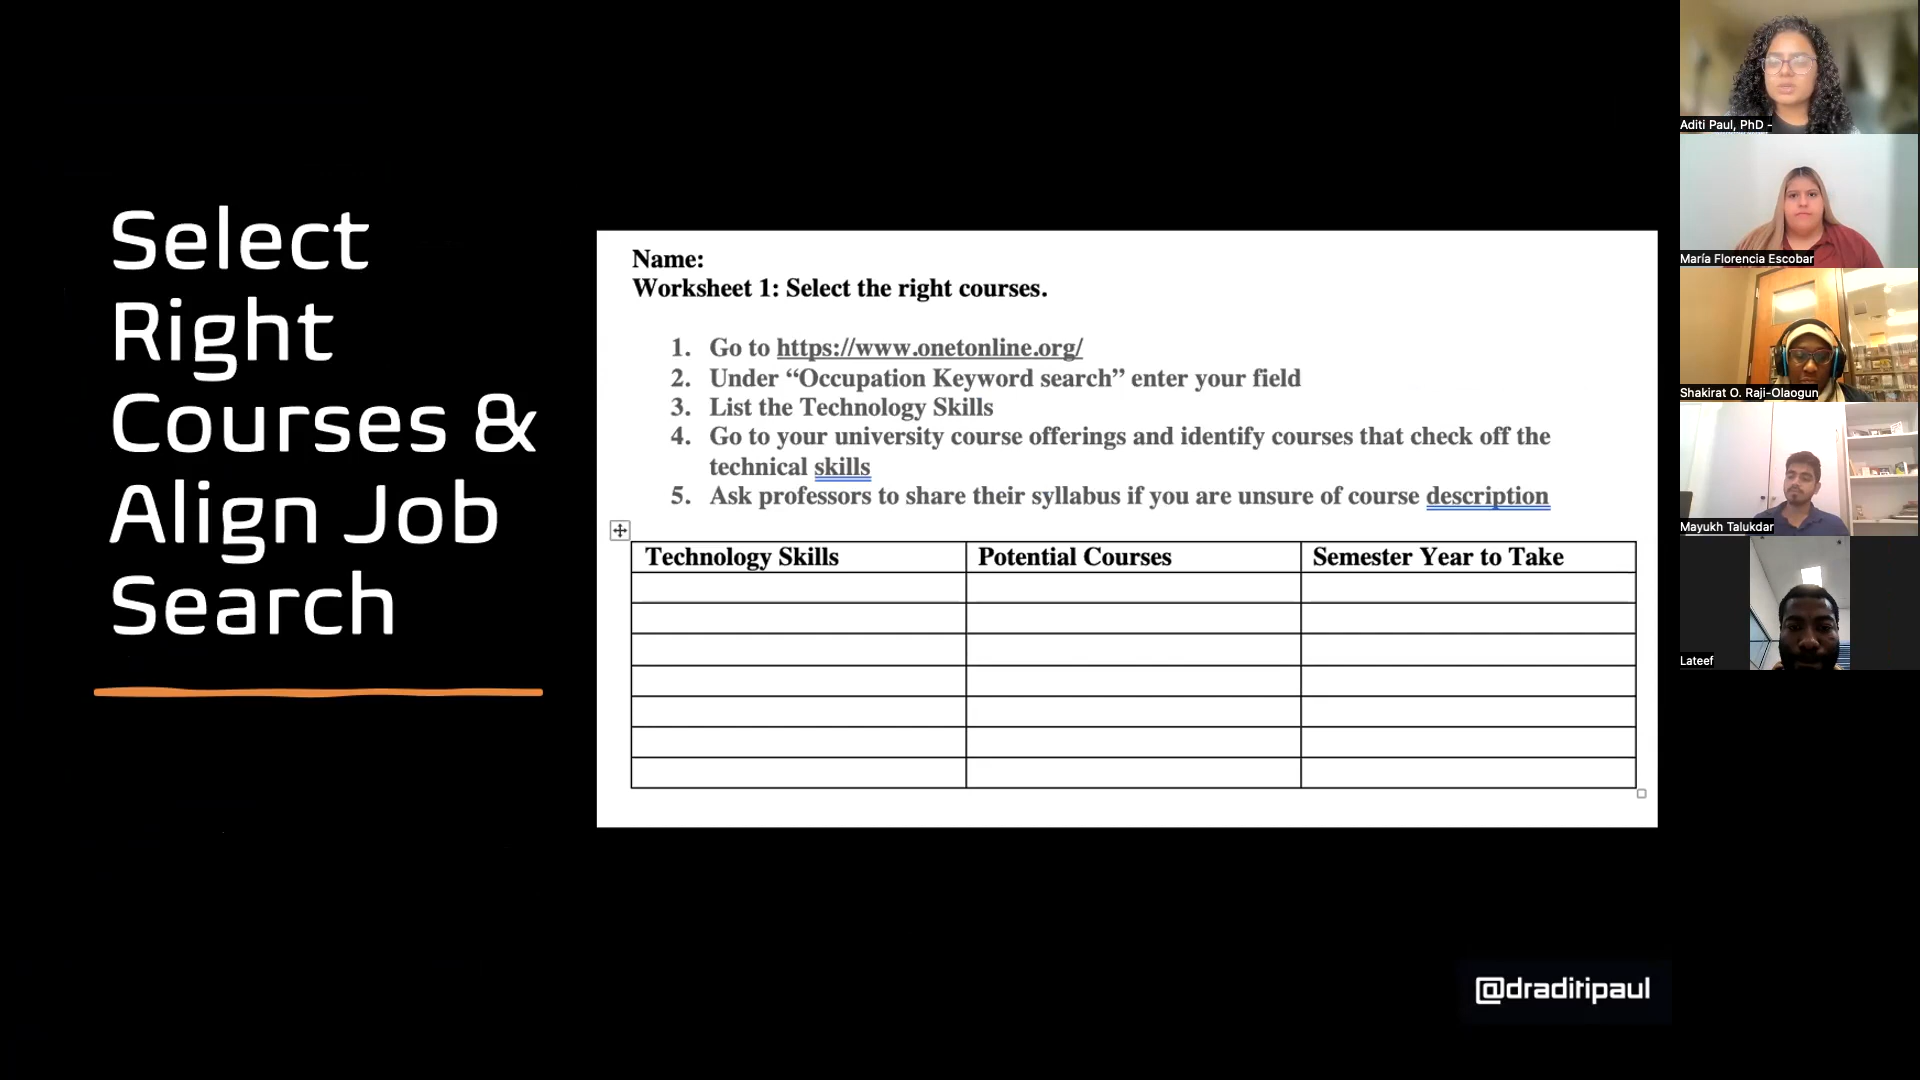 Select
Right
Courses &
Align Job
Search
Name:
Worksheet 1: Select the right courses.
1. Go to https://www.onetonline.org/
2. Under “Occupation Keyword search” enter your field
3. List the Technology Skills
4. Go to your university course offerings and identify courses that check off the
technical skills
5. Ask professors to share their syllabus if you are unsure of course description
Technology Skills Potential Courses Semester Year to Take
@draditipaul
Aditi Paul, PhD -
María Florencia Escobar
Shakirat O. Raji-Olaogun
Mayukh Talukdar
Lateef